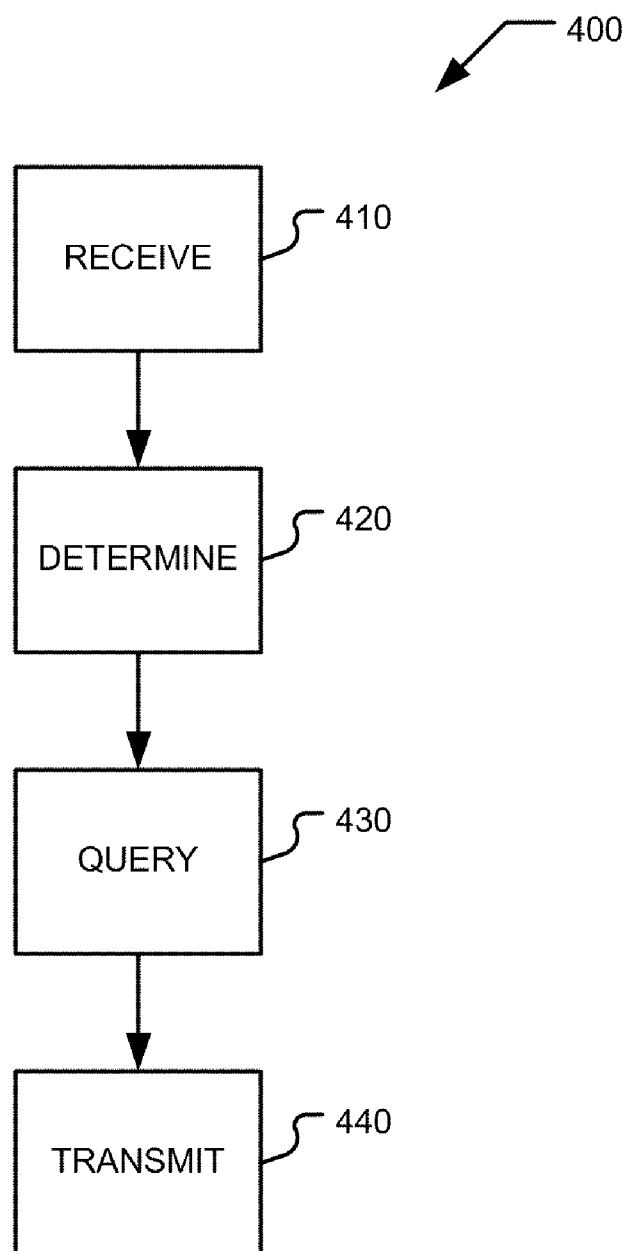 400
RECEIVE
410
DETERMINE
420
QUERY
430
TRANSMIT
440